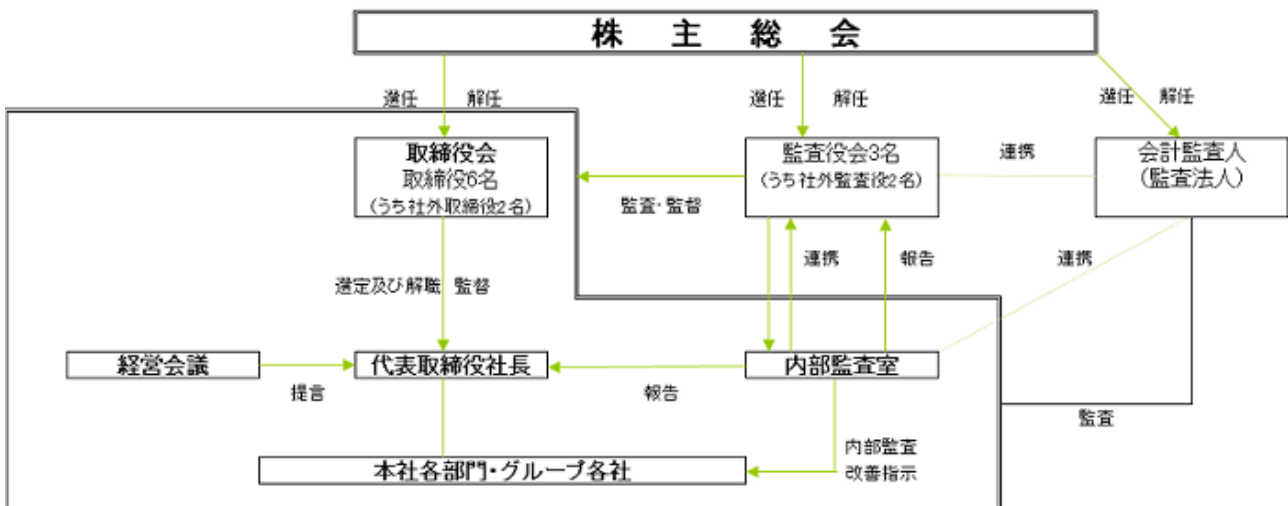 株 主 総 会
選任 解任
選任 解任
選任 解任
取締役会
取締役6名
(うち社外取締役2名)
監査役会3名
(うち社外監査役2名)
連携
会計監査人
(監査法人)
監査・監督
連携
報告
連携
選定及び解職 監督
経営会議
代表取締役社長
内部監査室
提言
報告
監査
内部監査
改善指示
本社各部門・グループ各社